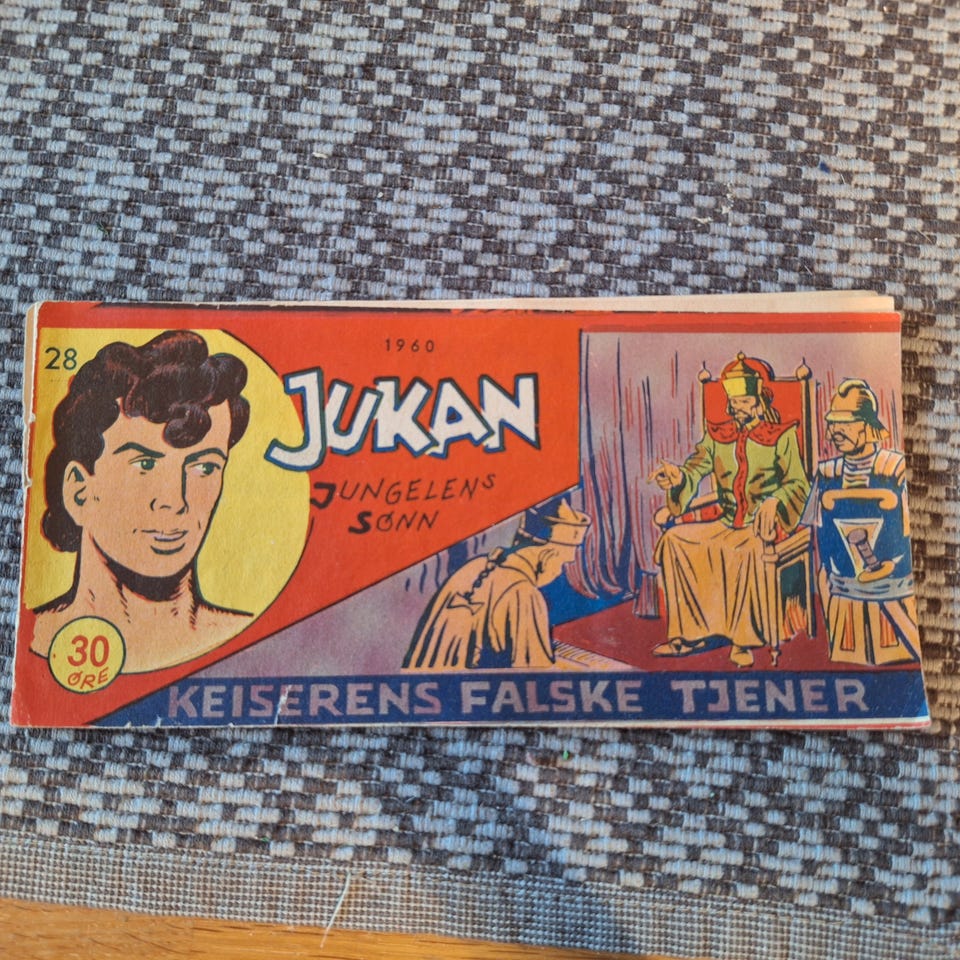 28
1960
JUKAN
JUNGELENS
SØNN
30
ØRE
KEISERENS FALSKE TJENER